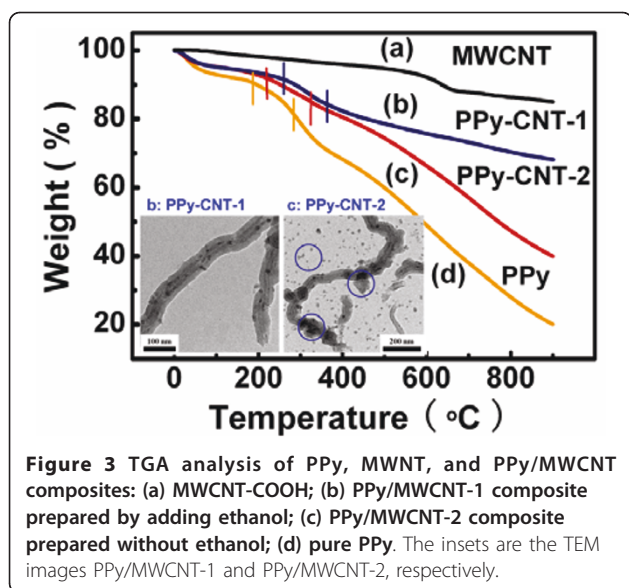 100
80
60
40
20
Weight ( % )
(a)
MWCNT
(b)
PPy-CNT-1
PPy-CNT-2
(c)
(d)
PPy
b: PPy-CNT-1
c: PPy-CNT-2
100 nm
200 nm
0 200 400 600 800
Temperature ( oC )
Figure 3 TGA analysis of PPy, MWNT, and PPy/MWCNT
composites: (a) MWCNT-COOH; (b) PPy/MWCNT-1 composite
prepared by adding ethanol; (c) PPy/MWCNT-2 composite
prepared without ethanol; (d) pure PPy. The insets are the TEM
images PPy/MWCNT-1 and PPy/MWCNT-2, respectively.